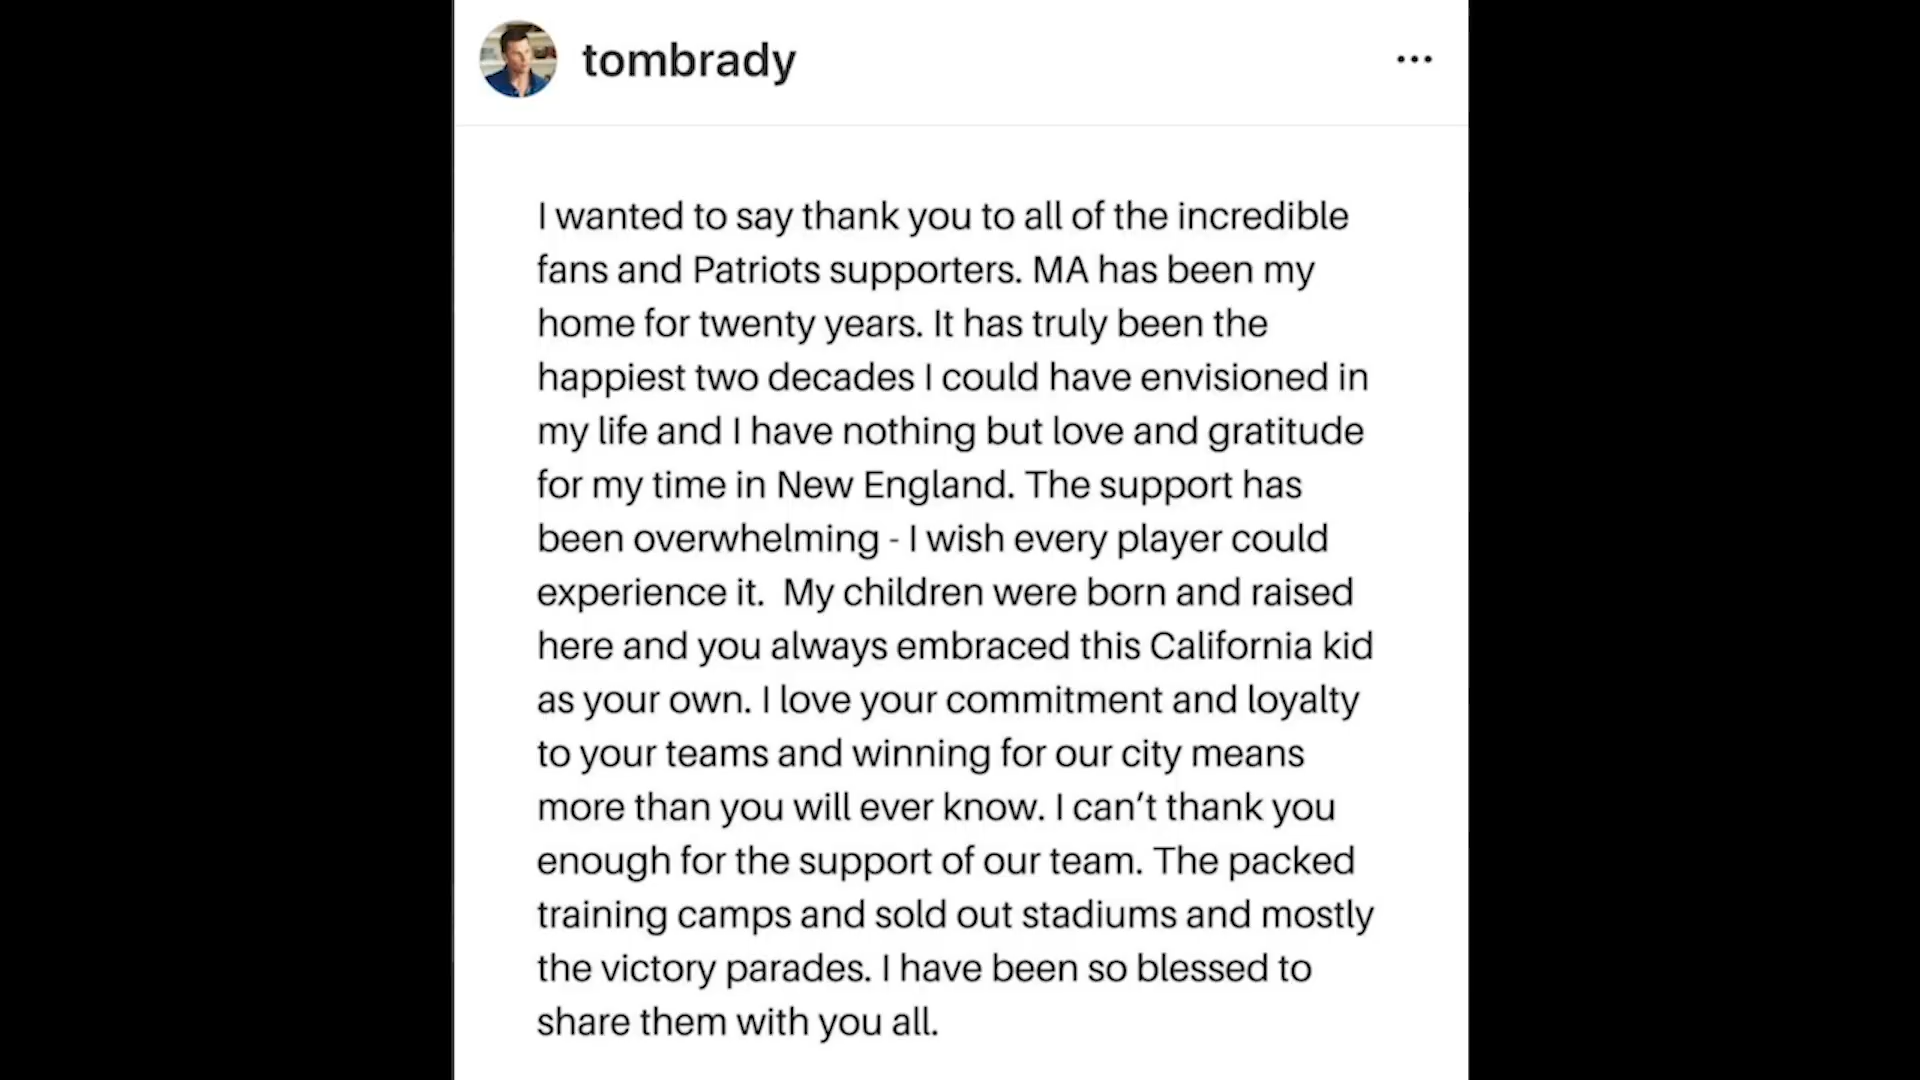 tombrady
I wanted to say thank you to all of the incredible
fans and Patriots supporters. MA has been my
home for twenty years. It has truly been the
happiest two decades I could have envisioned in
my life and I have nothing but love and gratitude
for my time in New England. The support has
been overwhelming - I wish every player could
experience it.  My children were born and raised
here and you always embraced this California kid
as your own. I love your commitment and loyalty
to your teams and winning for our city means
more than you will ever know. I can’t thank you
enough for the support of our team. The packed
training camps and sold out stadiums and mostly
the victory parades. I have been so blessed to
share them with you all.